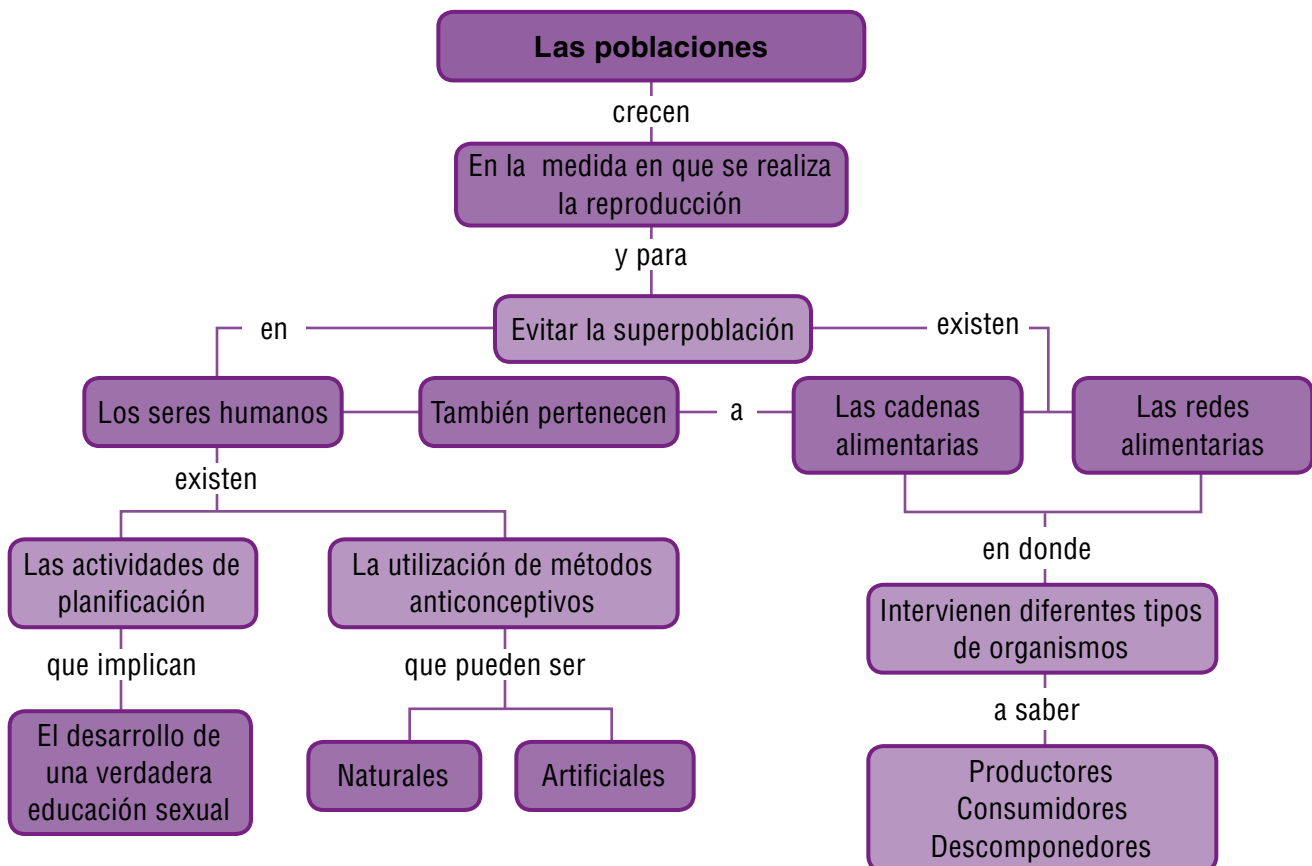 Las poblaciones
crecen
En la medida en que se realiza
la reproducción
y para
Evitar la superpoblación
en
existen
Los seres humanos
También pertenecen
a
Las cadenas
alimentarias
Las redes
alimentarias
existen
Las actividades de
planificación
La utilización de métodos
anticonceptivos
en donde
Intervienen diferentes tipos
de organismos
que implican
que pueden ser
a saber
El desarrollo de
una verdadera
educación sexual
Naturales
Artificiales
Productores
Consumidores
Descomponedores